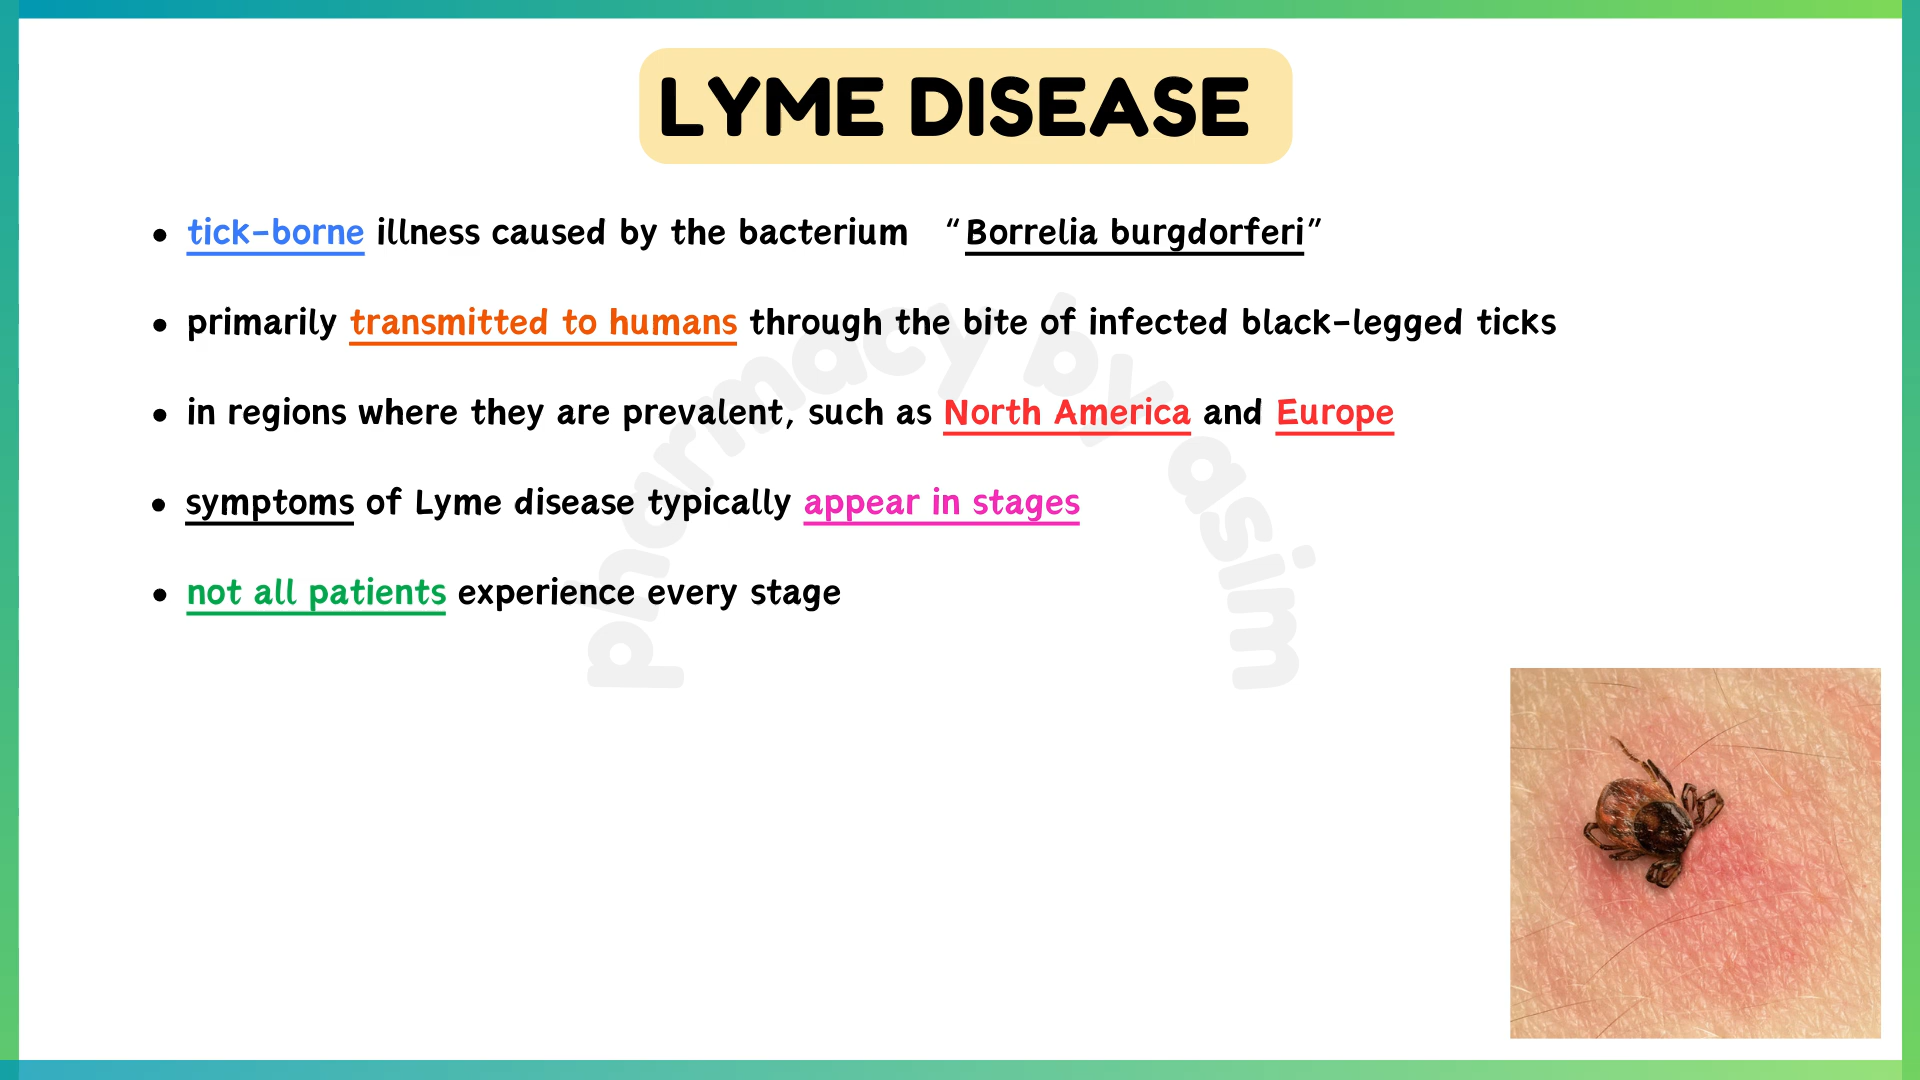 LYME DISEASE
• tick-borne illness caused by the bacterium “Borrelia burgdorferi”
• primarily transmitted to humans through the bite of infected black-legged ticks
• in regions where they are prevalent, such as North America and Europe
• symptoms of Lyme disease typically appear in stages
• not all patients experience every stage
pharmacy by asim